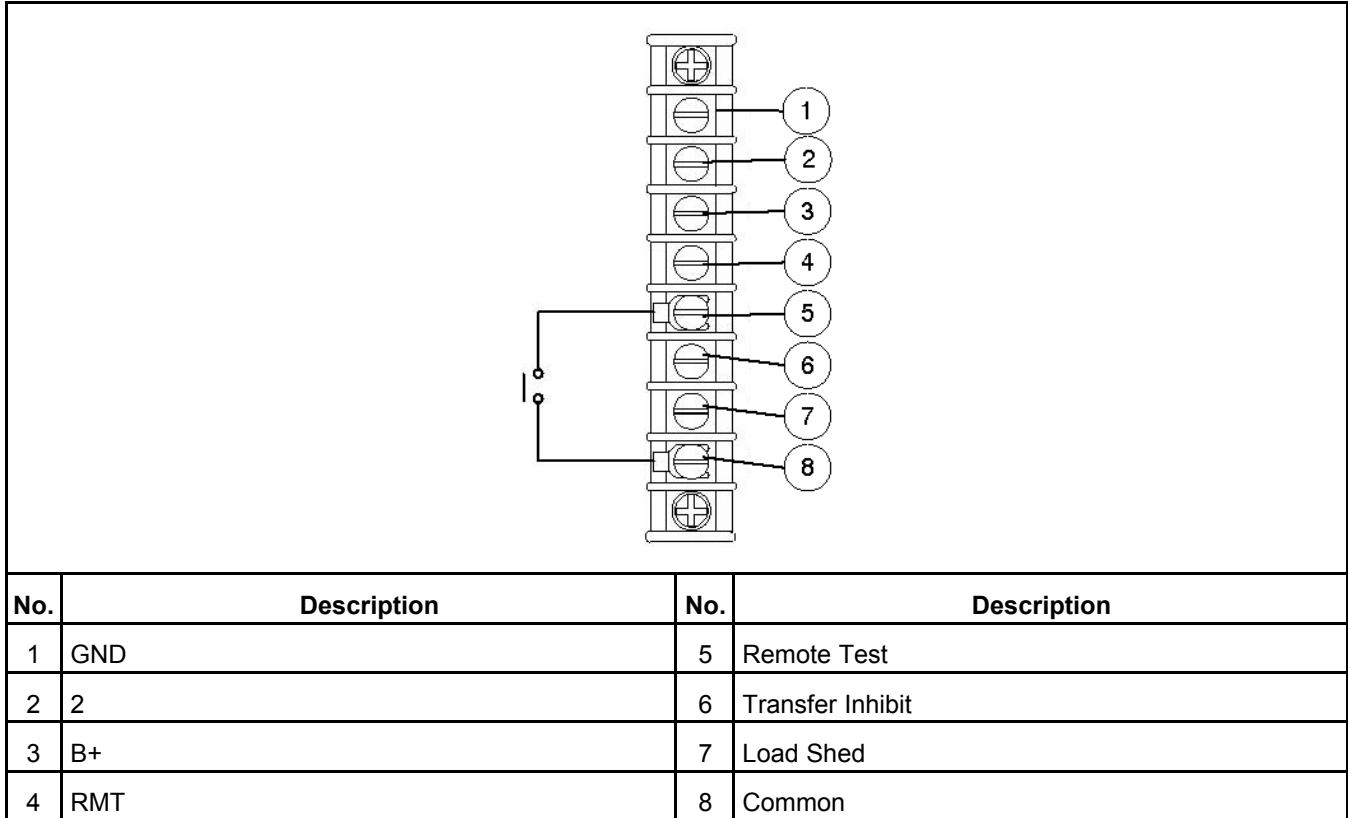 1
2
3
4
5
6
7
8
No. Description No. Description
1 GND 5 Remote Test
2 2 6 Transfer Inhibit
3 B+ 7 Load Shed
4 RMT 8 Common